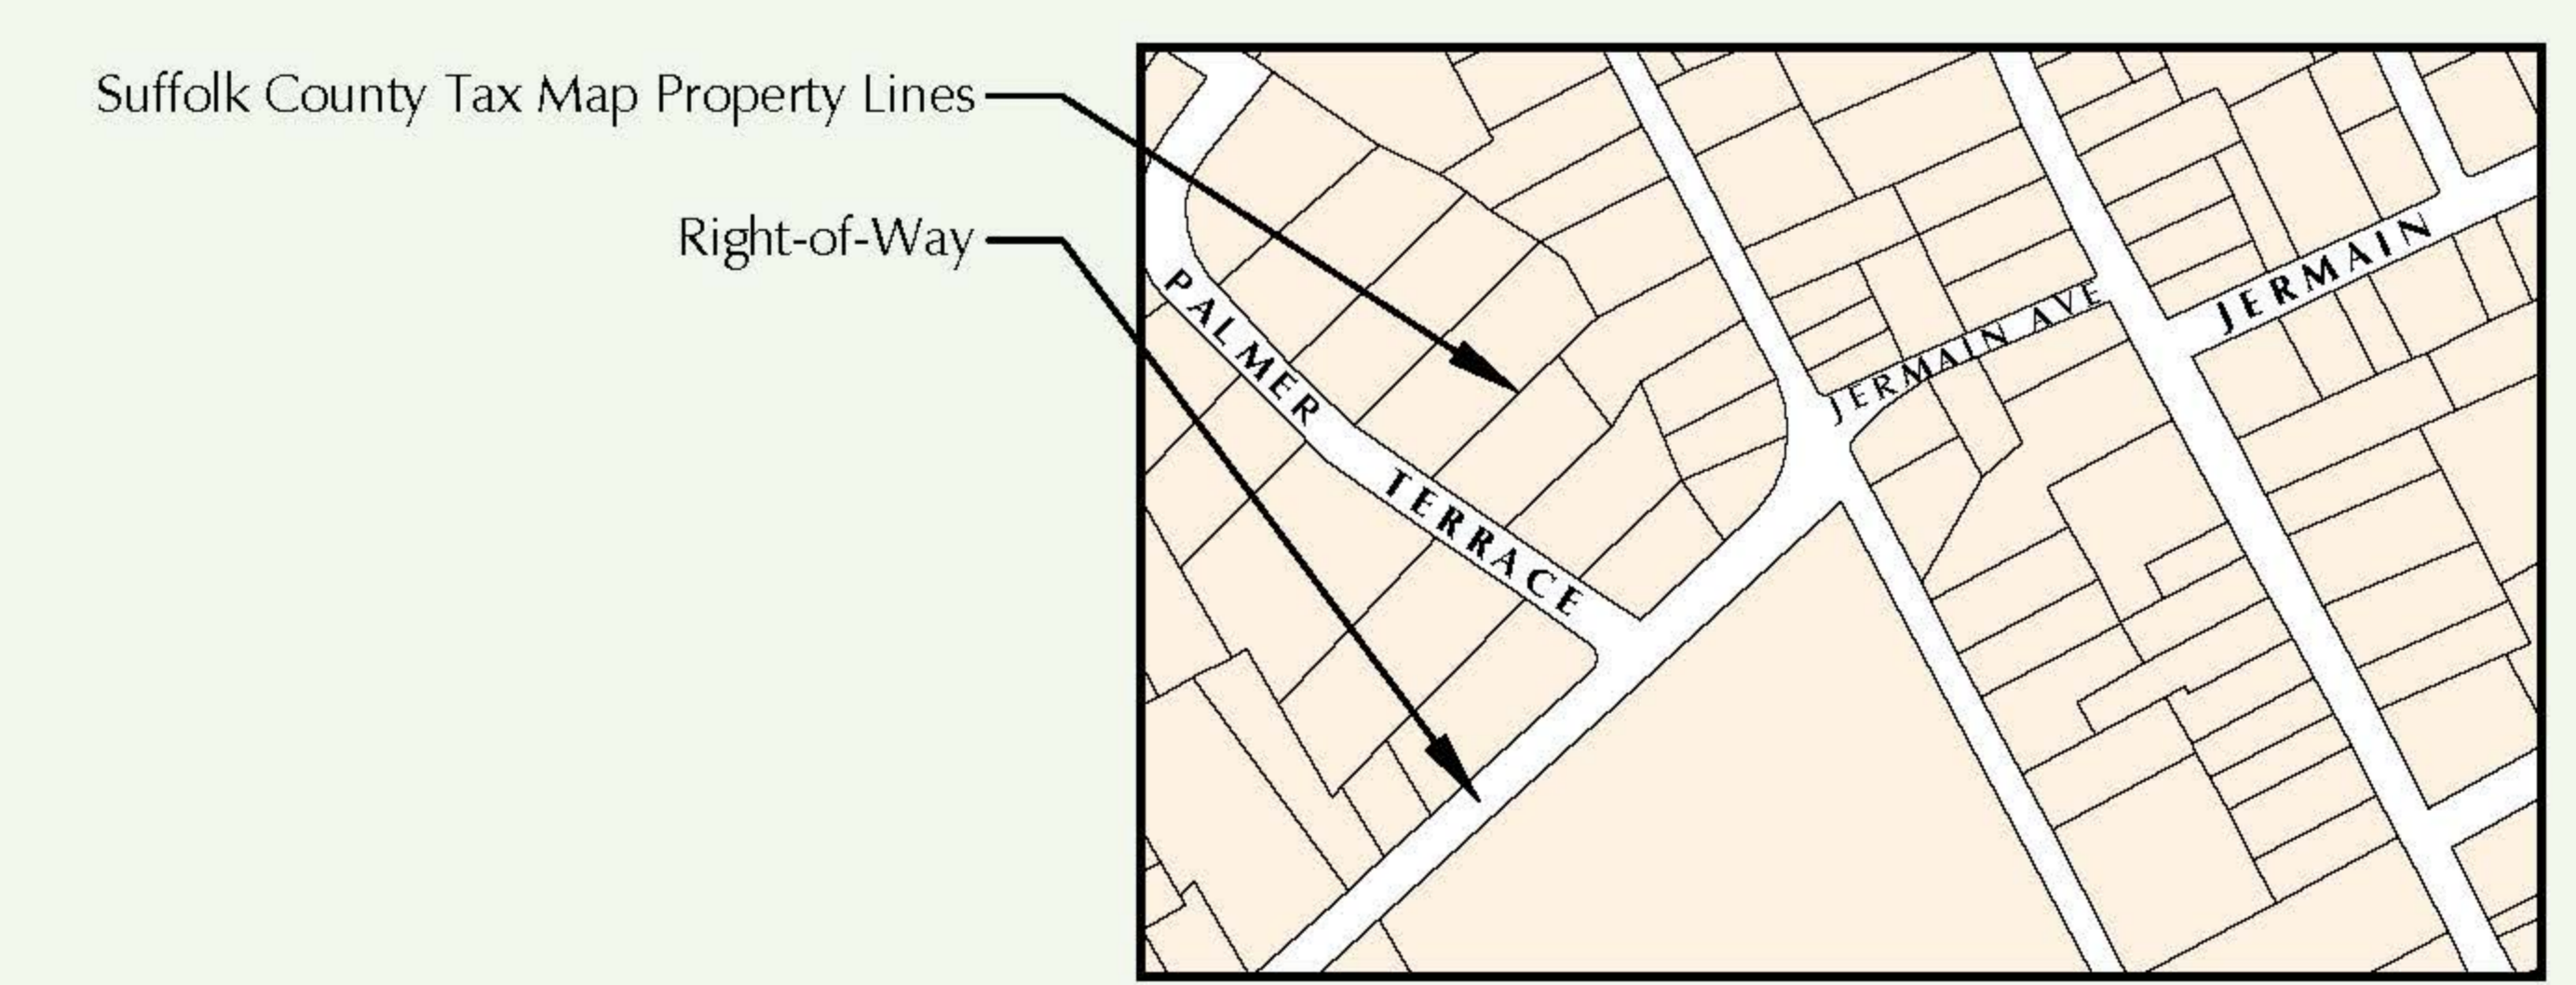 Suffolk County Tax Map Property Lines
Right-of-Way
PALMER TERRACE
JERMAIN AVE
JERMAIN